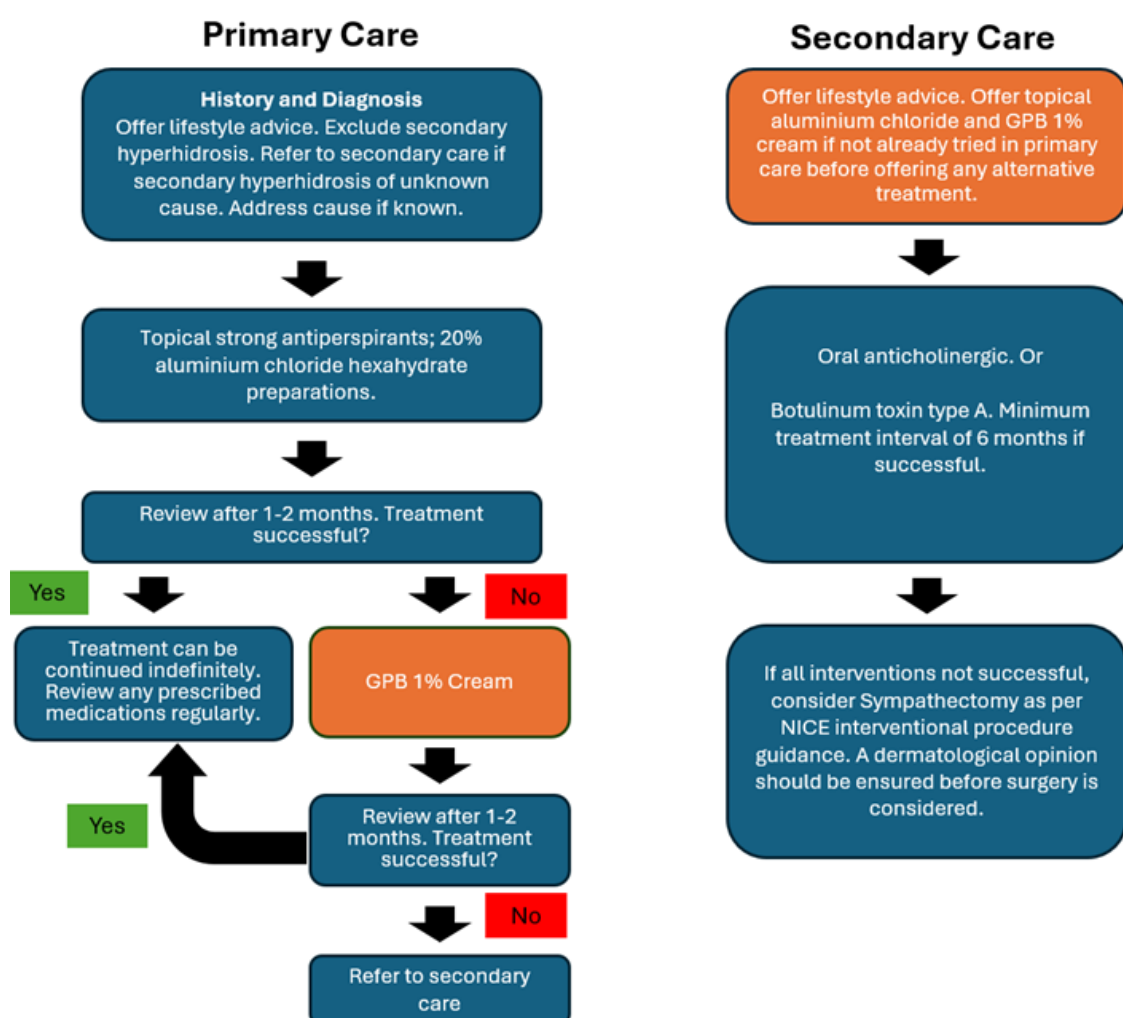 Primary Care
History and Diagnosis
Offer lifestyle advice. Exclude secondary
hyperhidrosis. Refer to secondary care if
secondary hyperhidrosis of unknown
cause. Address cause if known.
Topical strong antiperspirants; 20%
aluminium chloride hexahydrate
preparations.
Review after 1-2 months. Treatment
successful?
Yes
No
Treatment can be
continued indefinitely.
Review any prescribed
medications regularly.
GPB 1% Cream
Yes
Review after 1-2
months. Treatment
successful?
No
Refer to secondary
care
Secondary Care
Offer lifestyle advice. Offer topical
aluminium chloride and GPB 1%
cream if not already tried in primary
care before offering any alternative
treatment.
Oral anticholinergic. Or
Botulinum toxin type A. Minimum
treatment interval of 6 months if
successful.
If all interventions not successful,
consider Sympathectomy as per
NICE interventional procedure
guidance. A dermatological opinion
should be ensured before surgery is
considered.